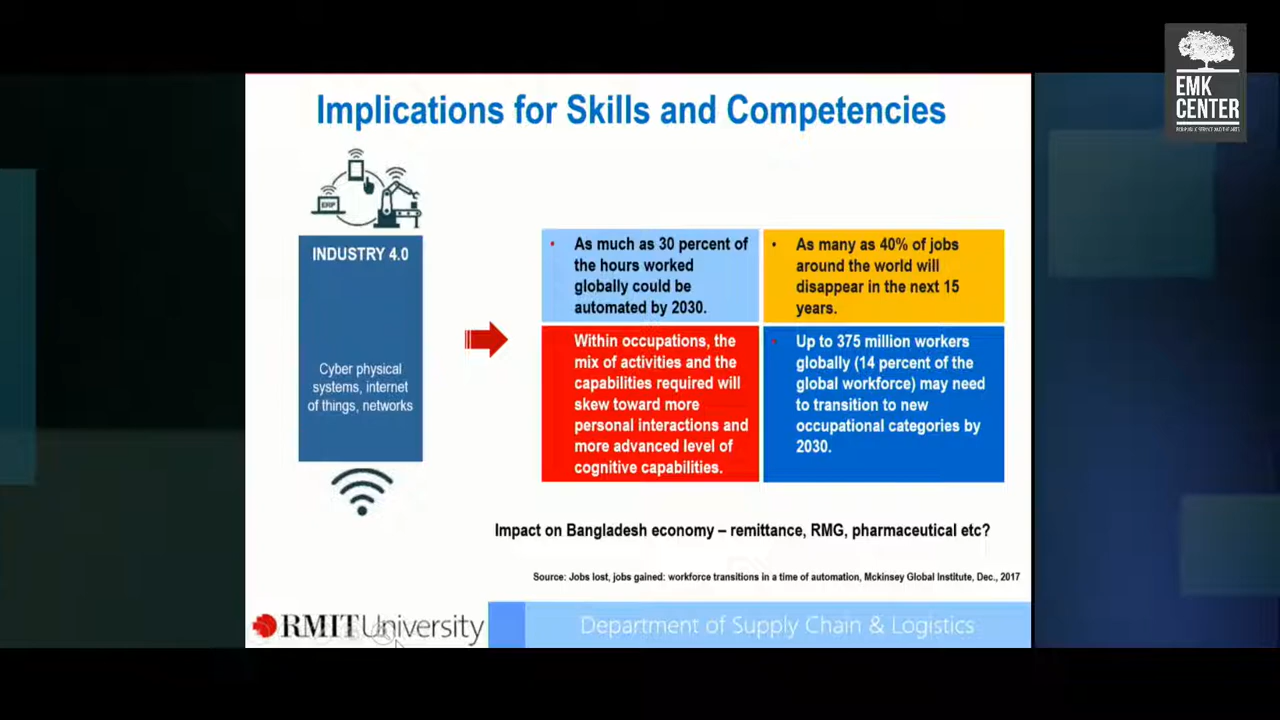 EMK
CENTER
FOR PUBLIC SERVICE AND THE ARTS
Implications for Skills and Competencies
ERP
INDUSTRY 4.0
Cyber physical
systems, internet
of things, networks
As much as 30 percent of
the hours worked
globally could be
automated by 2030.
As many as 40% of jobs
around the world will
disappear in the next 15
years.
Within occupations, the
mix of activities and the
capabilities required will
skew toward more
personal interactions and
more advanced level of
cognitive capabilities.
Up to 375 million workers
globally (14 percent of the
global workforce) may need
to transition to new
occupational categories by
2030.
Impact on Bangladesh economy – remittance, RMG, pharmaceutical etc?
Source: Jobs lost, jobs gained: workforce transitions in a time of automation, Mckinsey Global Institute, Dec., 2017
RMIT University
Department of Supply Chain & Logistics